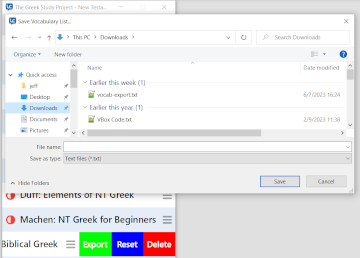 The Greek Study Project - New Testa...
Save Vocabulary List...
This PC > Downloads >
Search Downloads
Organize
New folder
Name
Date modified
Quick access
jeff
Desktop
Downloads
Documents
Pictures
Earlier this week (1)
vocab-export.txt 6/7/2023 16:24
Earlier this year (1)
VBox Code.txt 2/9/2023 11:38
File name:
Save as type: Text files (*.txt)
Hide Folders
Save
Cancel
Duff: Elements of NT Greek
Machen: NT Greek for Beginners
Biblical Greek
Export
Reset
Delete